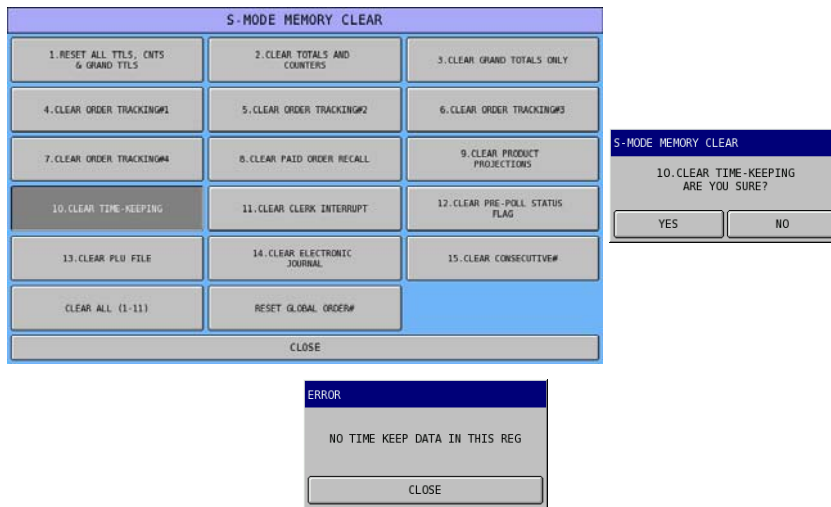 S-MODE MEMORY CLEAR
1.RESET ALL TTLS, CNTS
& GRAND TTLS
2.CLEAR TOTALS AND
COUNTERS
3.CLEAR GRAND TOTALS ONLY
4.CLEAR ORDER TRACKING#1
5.CLEAR ORDER TRACKING#2
6.CLEAR ORDER TRACKING#3
7.CLEAR ORDER TRACKING#4
8.CLEAR PAID ORDER RECALL
9.CLEAR PRODUCT
PROJECTIONS
10.CLEAR TIME-KEEPING
11.CLEAR CLERK INTERRUPT
12.CLEAR PRE-POLL STATUS
FLAG
13.CLEAR PLU FILE
14.CLEAR ELECTRONIC
JOURNAL
15.CLEAR CONSECUTIVE#
CLEAR ALL (1-11)
RESET GLOBAL ORDER#
CLOSE
S-MODE MEMORY CLEAR
10.CLEAR TIME-KEEPING
ARE YOU SURE?
YES
NO
ERROR
NO TIME KEEP DATA IN THIS REG
CLOSE